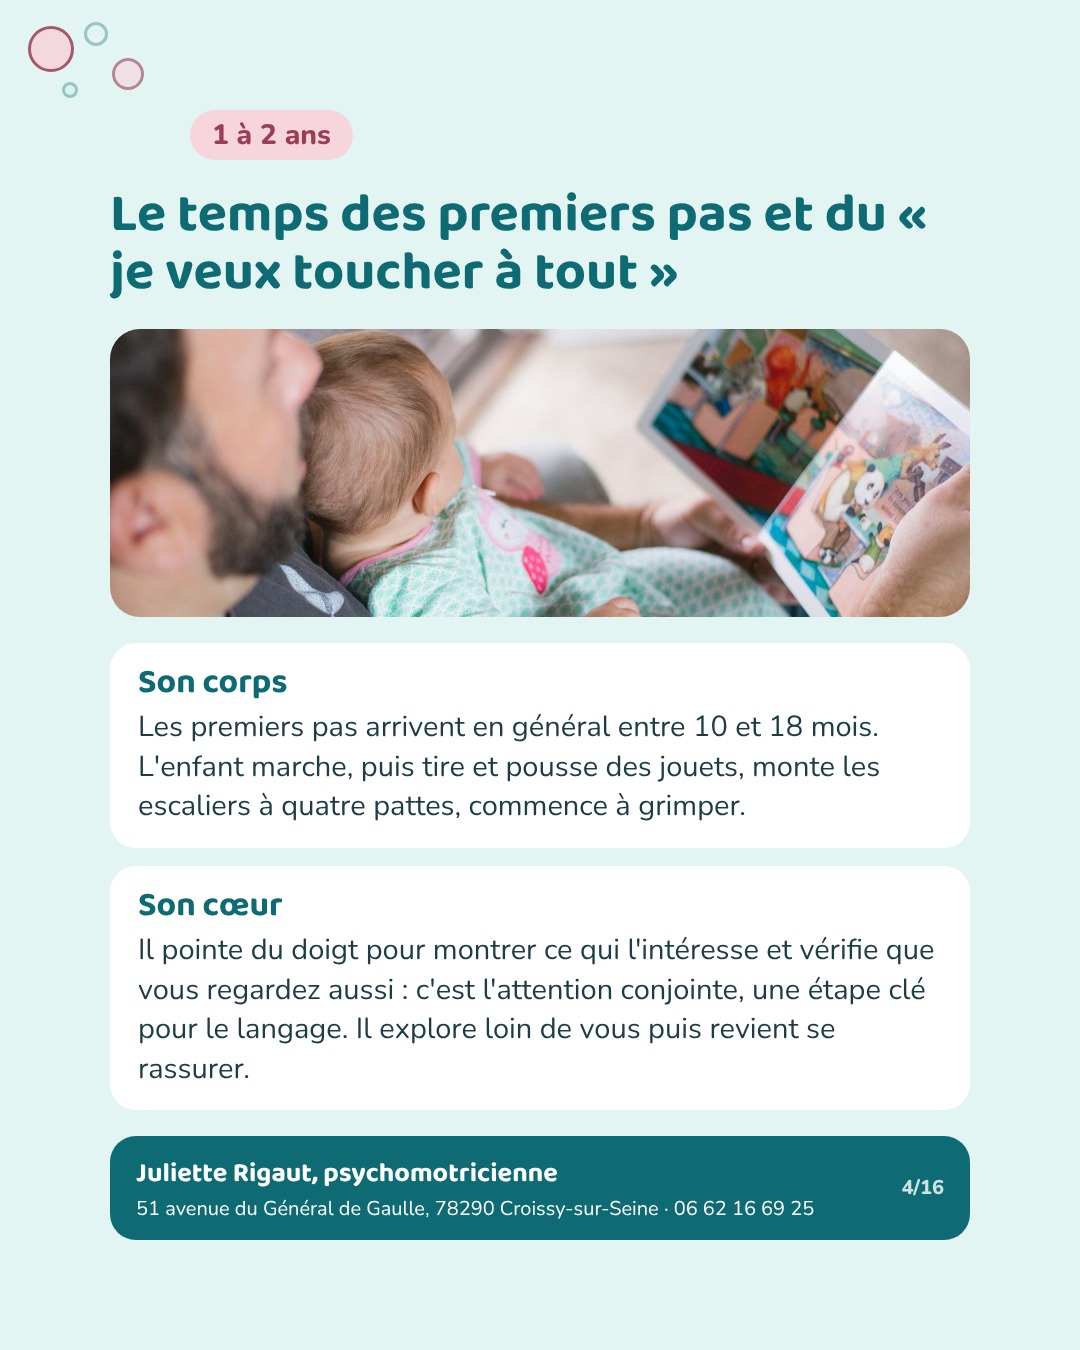 1 à 2 ans
Le temps des premiers pas et du «
je veux toucher à tout »
Son corps
Les premiers pas arrivent en général entre 10 et 18 mois.
L'enfant marche, puis tire et pousse des jouets, monte les
escaliers à quatre pattes, commence à grimper.
Son cœur
Il pointe du doigt pour montrer ce qui l'intéresse et vérifie que
vous regardez aussi : c'est l'attention conjointe, une étape clé
pour le langage. Il explore loin de vous puis revient se
rassurer.
Juliette Rigaut, psychomotricienne
51 avenue du Général de Gaulle, 78290 Croissy-sur-Seine · 06 62 16 69 25
4/16